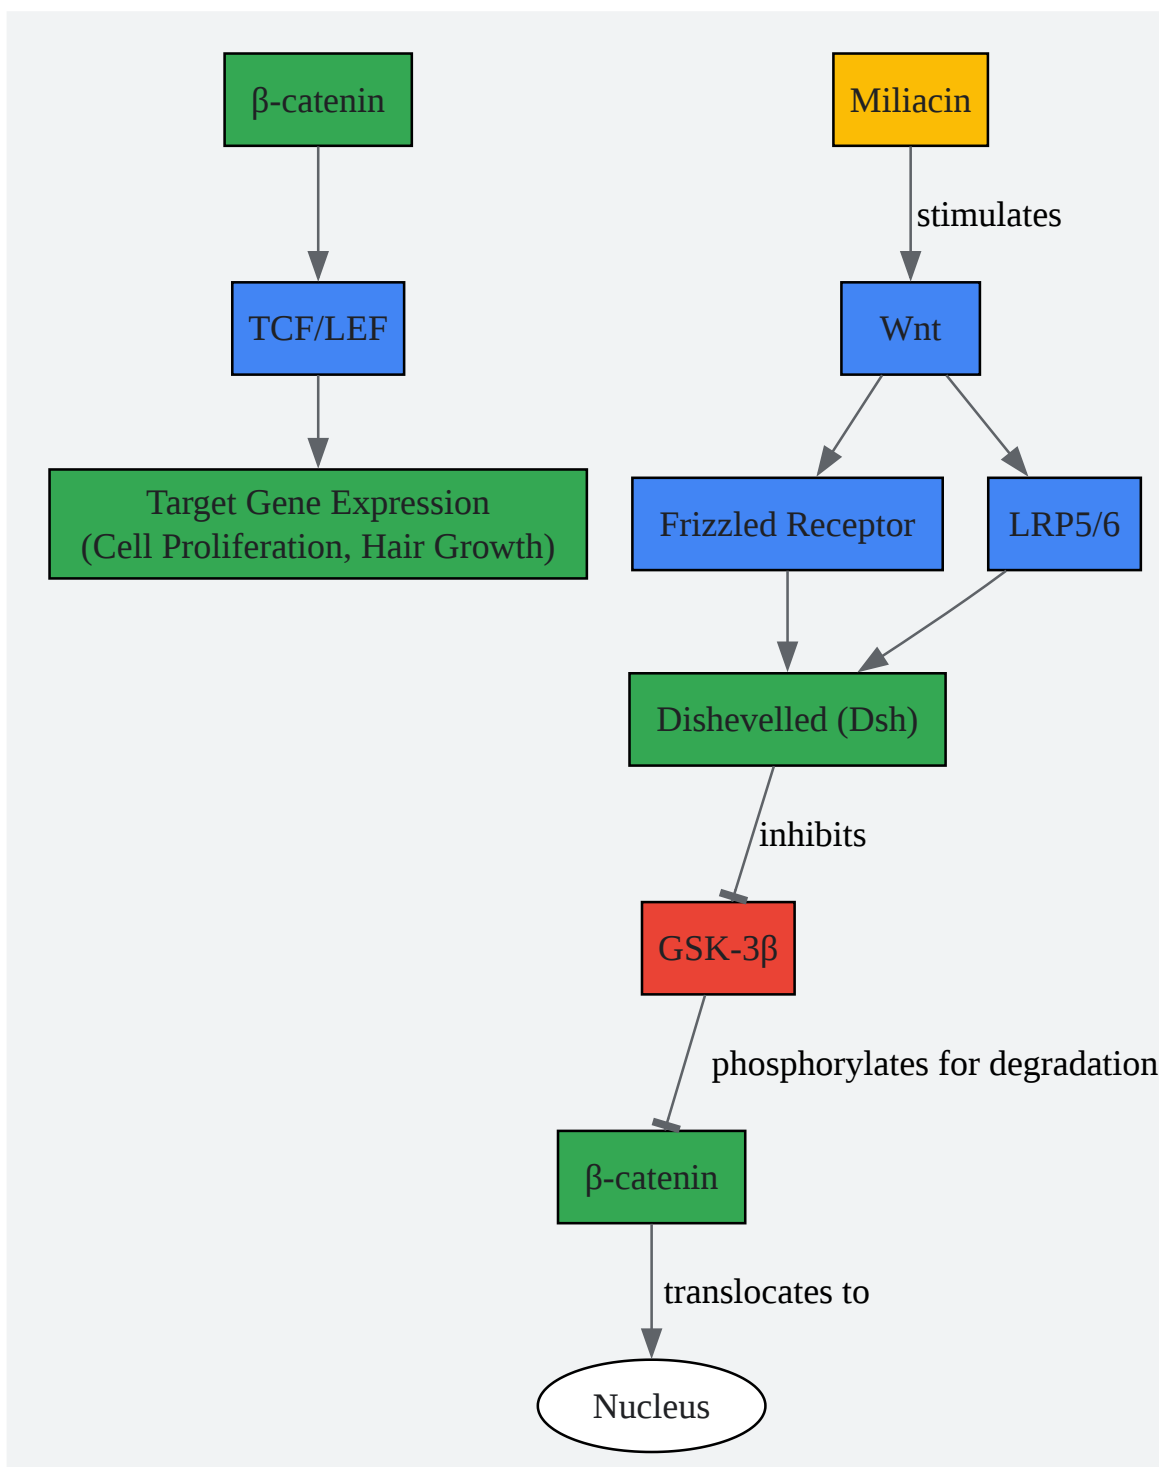 β-catenin
TCF/LEF
Target Gene Expression
(Cell Proliferation, Hair Growth)
Miliacin
stimulates
Wnt
Frizzled Receptor
LRP5/6
Dishevelled (Dsh)
inhibits
GSK-3β
phosphorylates for degradation
β-catenin
translocates to
Nucleus